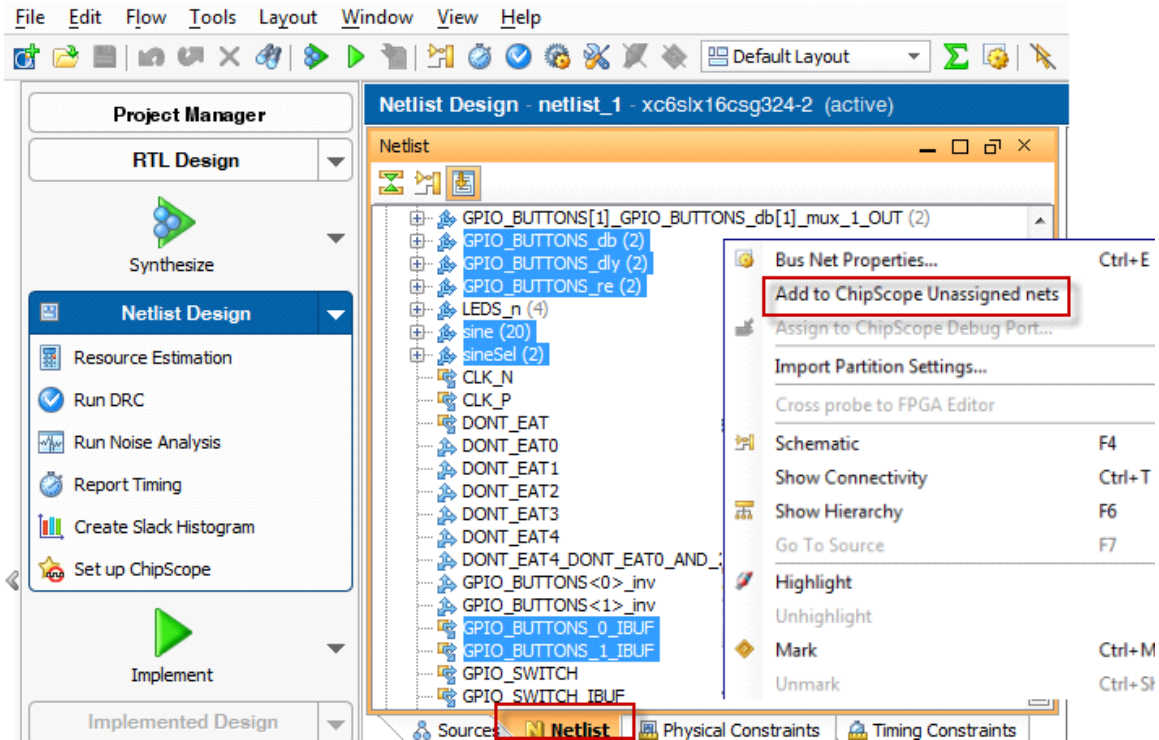 File Edit Flow Tools Layout Window View Help
Default Layout
Project Manager
RTL Design
Synthesize
Netlist Design
Resource Estimation
Run DRC
Run Noise Analysis
Report Timing
Create Slack Histogram
Set up ChipScope
Implement
Implemented Design
Netlist Design - netlist_1 - xc6slx16csg324-2 (active)
Netlist
GPIO_BUTTONS[1]_GPIO_BUTTONS_db[1]_mux_1_OUT (2)
GPIO_BUTTONS_db (2)
GPIO_BUTTONS_dly (2)
GPIO_BUTTONS_re (2)
LEDS_n (4)
sine (20)
sineSel (2)
CLK_N
CLK_P
DONT_EAT
DONT_EAT0
DONT_EAT1
DONT_EAT2
DONT_EAT3
DONT_EAT4
DONT_EAT4_DONT_EAT0_AND_
GPIO_BUTTONS<0>_inv
GPIO_BUTTONS<1>_inv
GPIO_BUTTONS_0_IBUF
GPIO_BUTTONS_1_IBUF
GPIO_SWITCH
GPIO_SWITCH_IBUF
Bus Net Properties... Ctrl+E
Add to ChipScope Unassigned nets
Assign to ChipScope Debug Port...
Import Partition Settings...
Cross probe to FPGA Editor
Schematic F4
Show Connectivity Ctrl+T
Show Hierarchy F6
Go To Source F7
Highlight
Unhighlight
Mark Ctrl+M
Unmark Ctrl+Sh
Sources Netlist Physical Constraints Timing Constraints